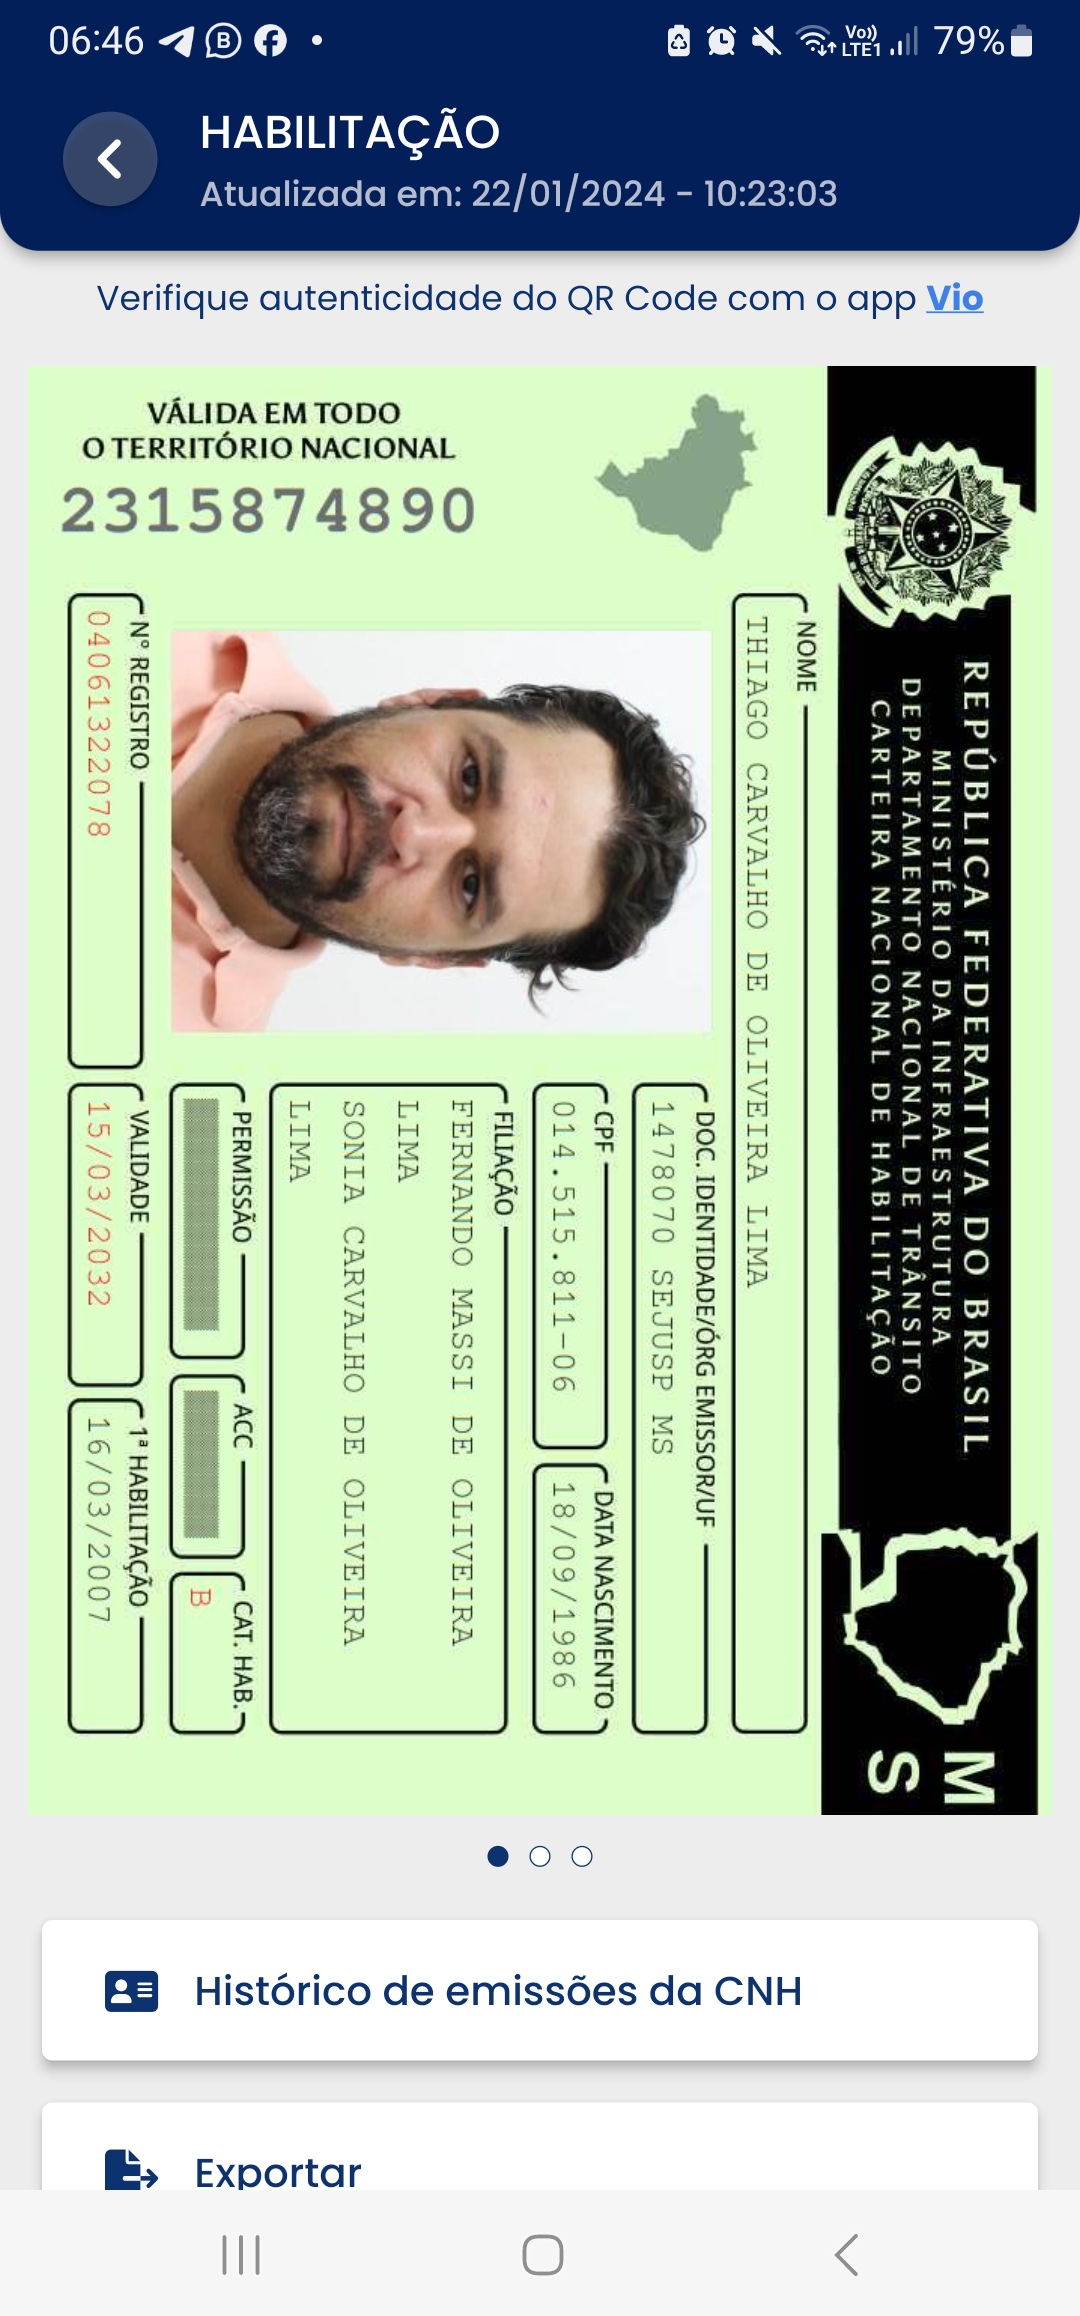 06:46
Vo))
LTE1
79%
HABILITAÇÃO
Atualizada em: 22/01/2024 - 10:23:03
Verifique autenticidade do QR Code com o app Vio
VÁLIDA EM TODO
O TERRITÓRIO NACIONAL
2315874890
REPÚBLICA FEDERATIVA DO BRASIL
MINISTÉRIO DA INFRAESTRUTURA
DEPARTAMENTO NACIONAL DE TRÂNSITO
CARTEIRA NACIONAL DE HABILITAÇÃO
MS
NOME
THIAGO CARVALHO DE OLIVEIRA LIMA
DOC. IDENTIDADE/ÓRG EMISSOR/UF
1478070 SEJUSP MS
CPF
014.515.811-06
DATA NASCIMENTO
18/09/1986
FILIAÇÃO
FERNANDO MASSI DE OLIVEIRA
LIMA
SONIA CARVALHO DE OLIVEIRA
LIMA
PERMISSÃO
ACC
CAT. HAB.
B
Nº REGISTRO
04061322078
VALIDADE
15/03/2032
1ª HABILITAÇÃO
16/03/2007
Histórico de emissões da CNH
Exportar